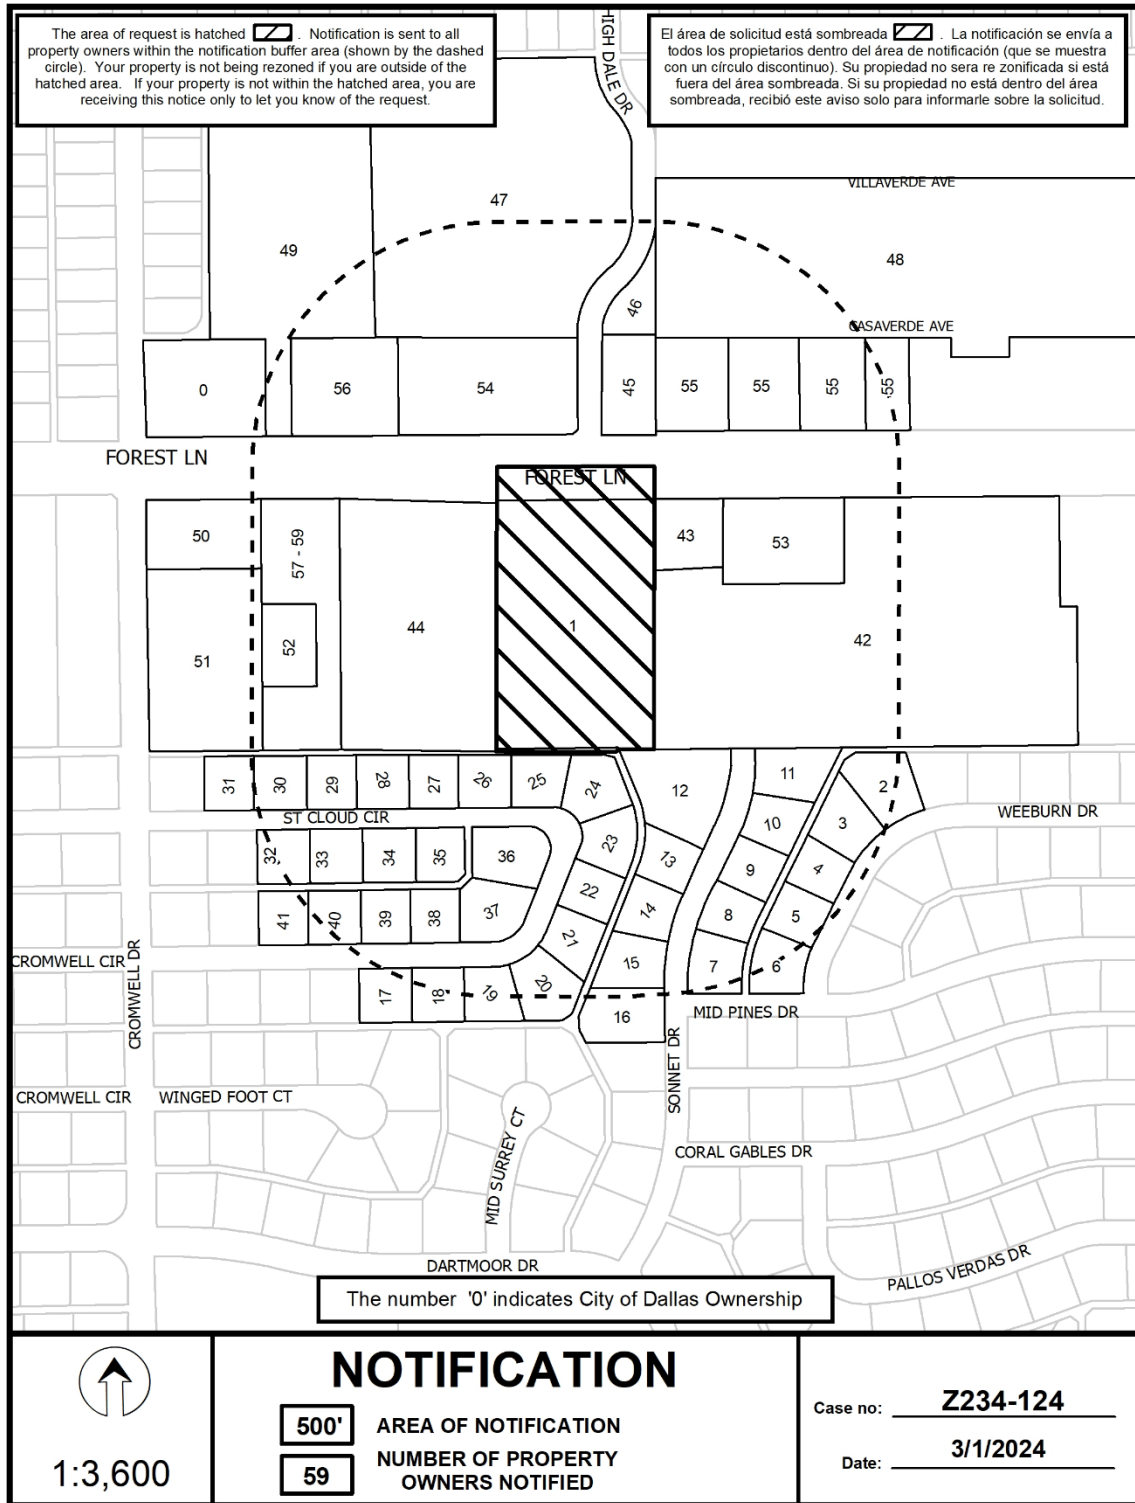 The area of request is hatched . Notification is sent to all
property owners within the notification buffer area (shown by the dashed
circle). Your property is not being rezoned if you are outside of the
hatched area. If your property is not within the hatched area, you are
receiving this notice only to let you know of the request.
El área de solicitud está sombreada . La notificación se envía a
todos los propietarios dentro del área de notificación (que se muestra
con un círculo discontinuo). Su propiedad no sera re zonificada si está
fuera del área sombreada. Si su propiedad no está dentro del área
sombreada, recibió este aviso solo para informarle sobre la solicitud.
HIGH DALE DR
VILLAVERDE AVE
47
49
48
46
CASAVERDE AVE
0
56
54
45
55
55
55
55
FOREST LN
FOREST LN
50
57 - 59
43
53
44
1
42
51
52
31
30
29
28
27
26
25
24
12
11
2
ST CLOUD CIR
WEEBURN DR
10
3
23
32
33
34
35
36
13
9
4
22
41
40
39
38
37
14
8
5
21
CROMWELL CIR
CROMWELL DR
15
7
6
17
18
19
20
16
MID PINES DR
SONNET DR
CROMWELL CIR
WINGED FOOT CT
MID SURREY CT
CORAL GABLES DR
DARTMOOR DR
PALLOS VERDAS DR
The number '0' indicates City of Dallas Ownership
1:3,600
NOTIFICATION
500' AREA OF NOTIFICATION
59 NUMBER OF PROPERTY
OWNERS NOTIFIED
Case no: Z234-124
Date: 3/1/2024